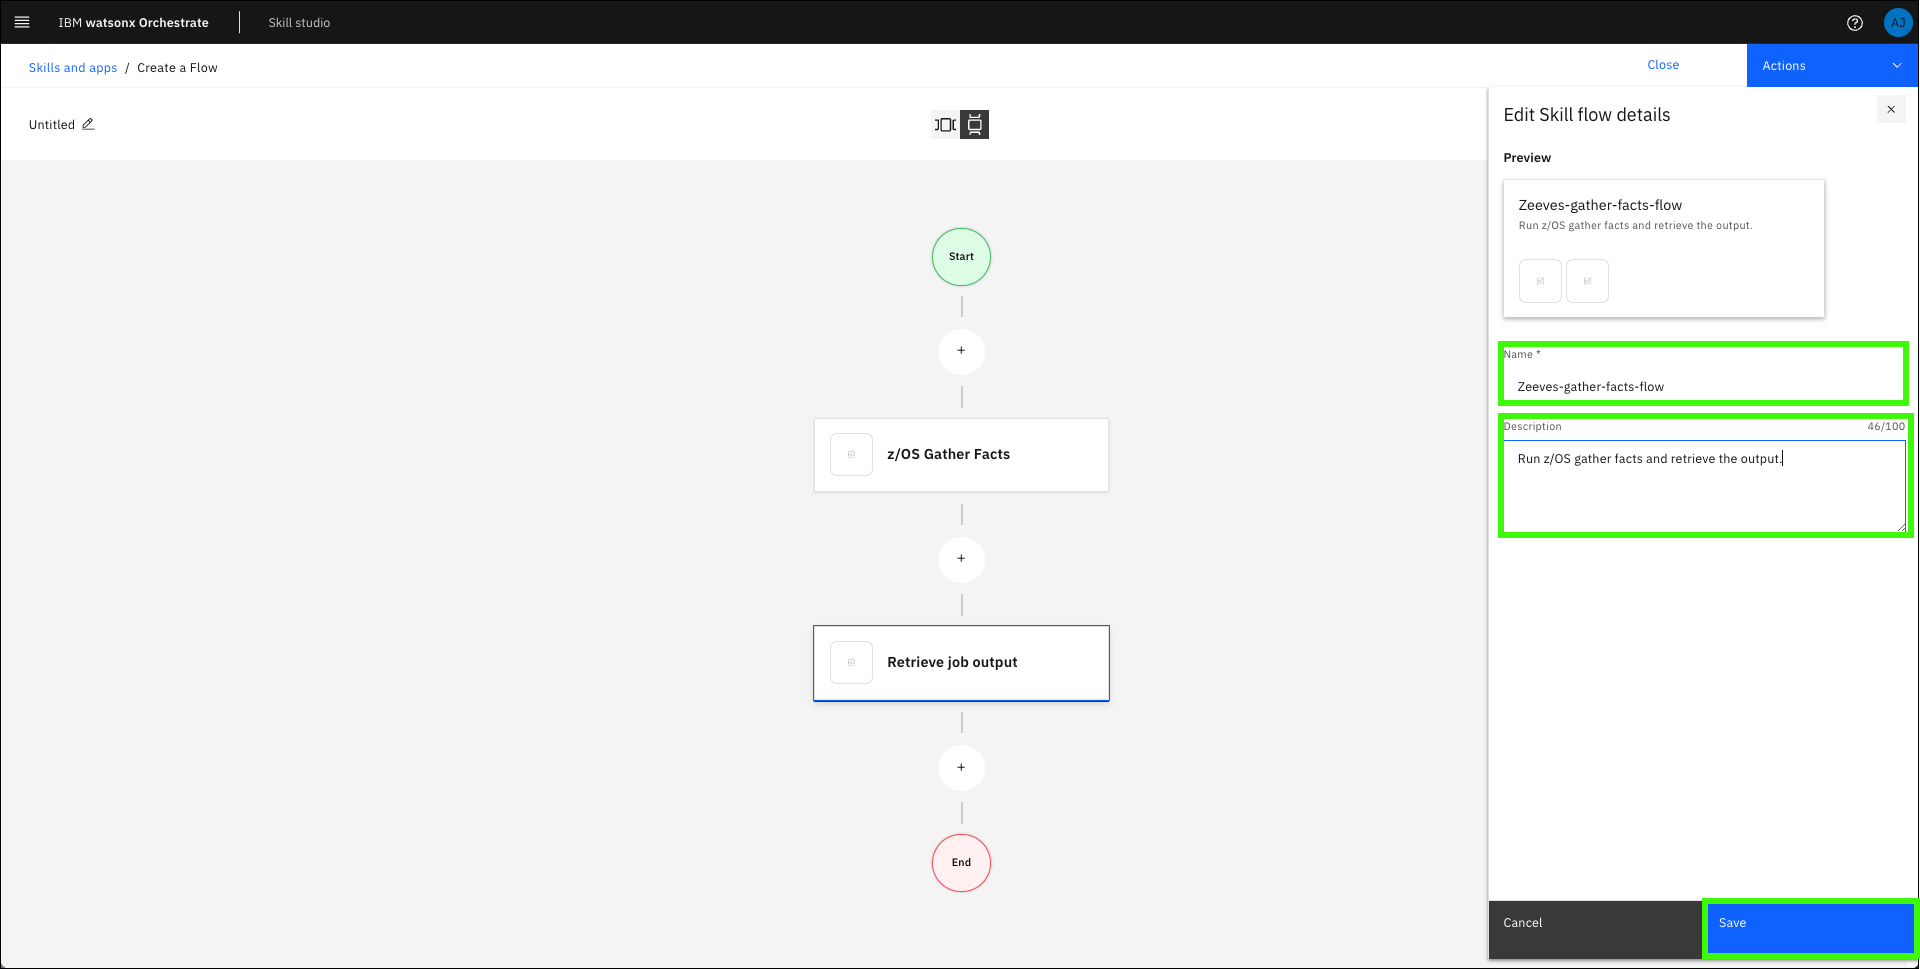 IBM watsonx Orchestrate
Skill studio
AJ
Skills and apps / Create a Flow
Close
Actions
Untitled
Edit Skill flow details
Preview
Zeeves-gather-facts-flow
Run z/OS gather facts and retrieve the output.
Start
+
Name *
Zeeves-gather-facts-flow
Description 46/100
Run z/OS gather facts and retrieve the output.
z/OS Gather Facts
+
Retrieve job output
+
End
Cancel
Save